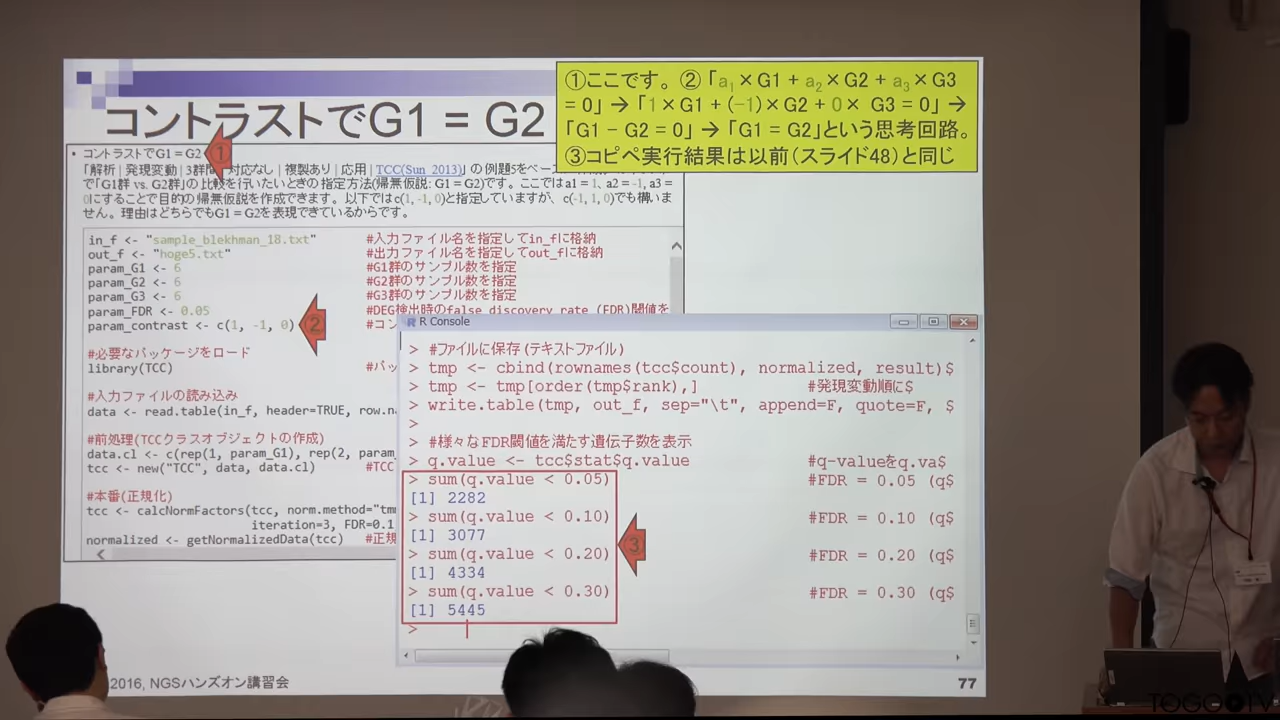 コントラストでG1 = G2
①ここです。②「a₁×G1 + a₂×G2 + a₃×G3
= 0」→「1×G1 + (-1)×G2 + 0× G3 = 0」→
「G1 - G2 = 0」→「G1 = G2」という思考回路。
③コピペ実行結果は以前(スライド48)と同じ
• コントラストでG1 = G2
①
「解析 | 発現変動 | 3群間 対応なし | 複製あり | 応用 | TCC(Sun_2013)」の例題5をベース
で「G1群 vs. G2群」の比較を行いたいときの指定方法(帰無仮説: G1 = G2)です。ここではa1 = 1、a2 = -1, a3 =
0にすることで目的の帰無仮説を作成できます。以下ではc(1, -1, 0)と指定していますが、c(-1, 1, 0)でも構いま
せん。理由はどちらでもG1 = G2を表現できているからです。
in_f <- "sample_blekhman_18.txt" #入力ファイル名を指定してin_fに格納
out_f <- "hoge5.txt" #出力ファイル名を指定してout_fに格納
param_G1 <- 6 #G1群のサンプル数を指定
param_G2 <- 6 #G2群のサンプル数を指定
param_G3 <- 6 #G3群のサンプル数を指定
param_FDR <- 0.05 #DEG検出時のfalse discovery rate (FDR)閾値を
param_contrast <- c(1, -1, 0) #コン
②
#必要なパッケージをロード
library(TCC) #パッ
#入力ファイルの読み込み
data <- read.table(in_f, header=TRUE, row.na
#前処理(TCCクラスオブジェクトの作成)
data.cl <- c(rep(1, param_G1), rep(2, param_
tcc <- new("TCC", data, data.cl) #TCC
#本番(正規化)
tcc <- calcNormFactors(tcc, norm.method="tmm
iteration=3, FDR=0.1
normalized <- getNormalizedData(tcc) #正規
R Console
> #ファイルに保存(テキストファイル)
> tmp <- cbind(rownames(tcc$count), normalized, result)$
> tmp <- tmp[order(tmp$rank),] #発現変動順に$
> write.table(tmp, out_f, sep="\t", append=F, quote=F, $
>
> #様々なFDR閾値を満たす遺伝子数を表示
> q.value <- tcc$stat$q.value #q-valueをq.va$
> sum(q.value < 0.05) #FDR = 0.05 (q$
[1] 2282
> sum(q.value < 0.10) #FDR = 0.10 (q$
[1] 3077
③
> sum(q.value < 0.20) #FDR = 0.20 (q$
[1] 4334
> sum(q.value < 0.30) #FDR = 0.30 (q$
[1] 5445
>
2016, NGSハンズオン講習会
77
TOGOTV